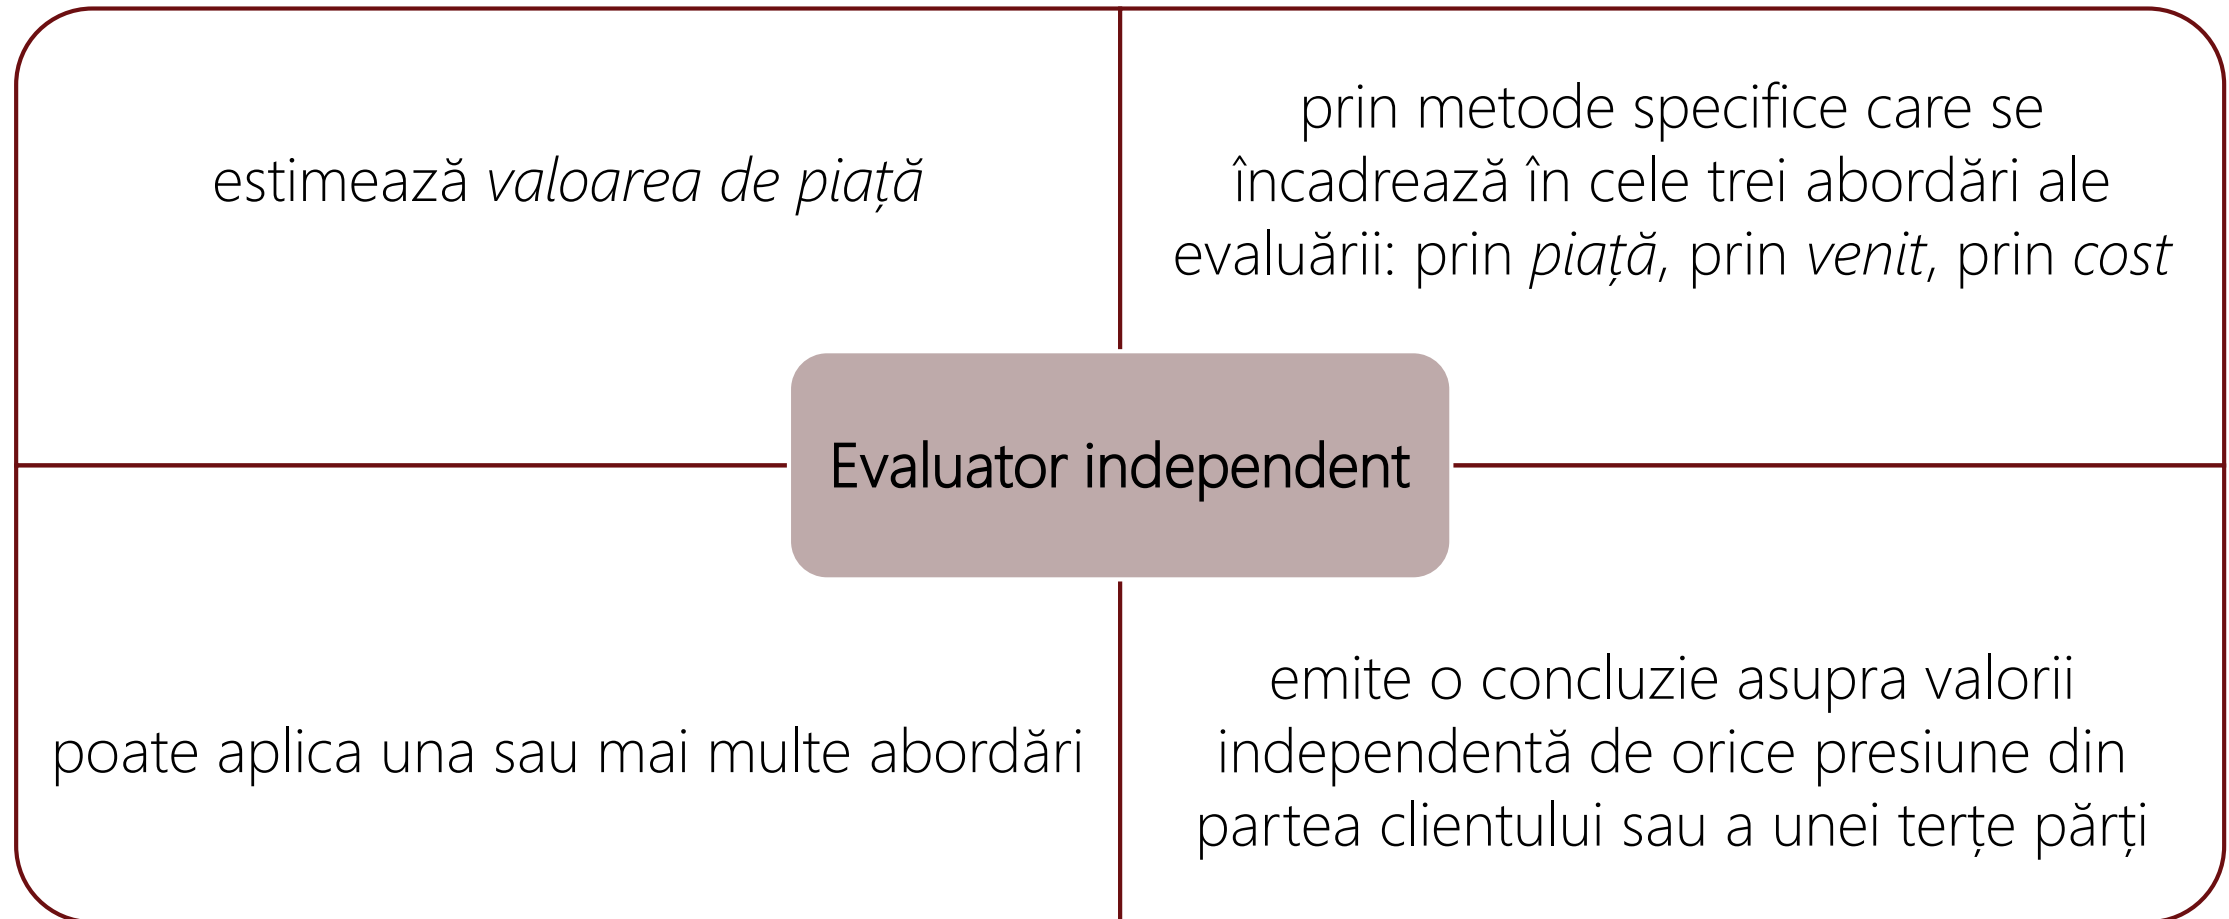 estimează valoarea de piață
prin metode specifice care se
încadrează în cele trei abordări ale
evaluării: prin piață, prin venit, prin cost
Evaluator independent
poate aplica una sau mai multe abordări
emite o concluzie asupra valorii
independentă de orice presiune din
partea clientului sau a unei terțe părți